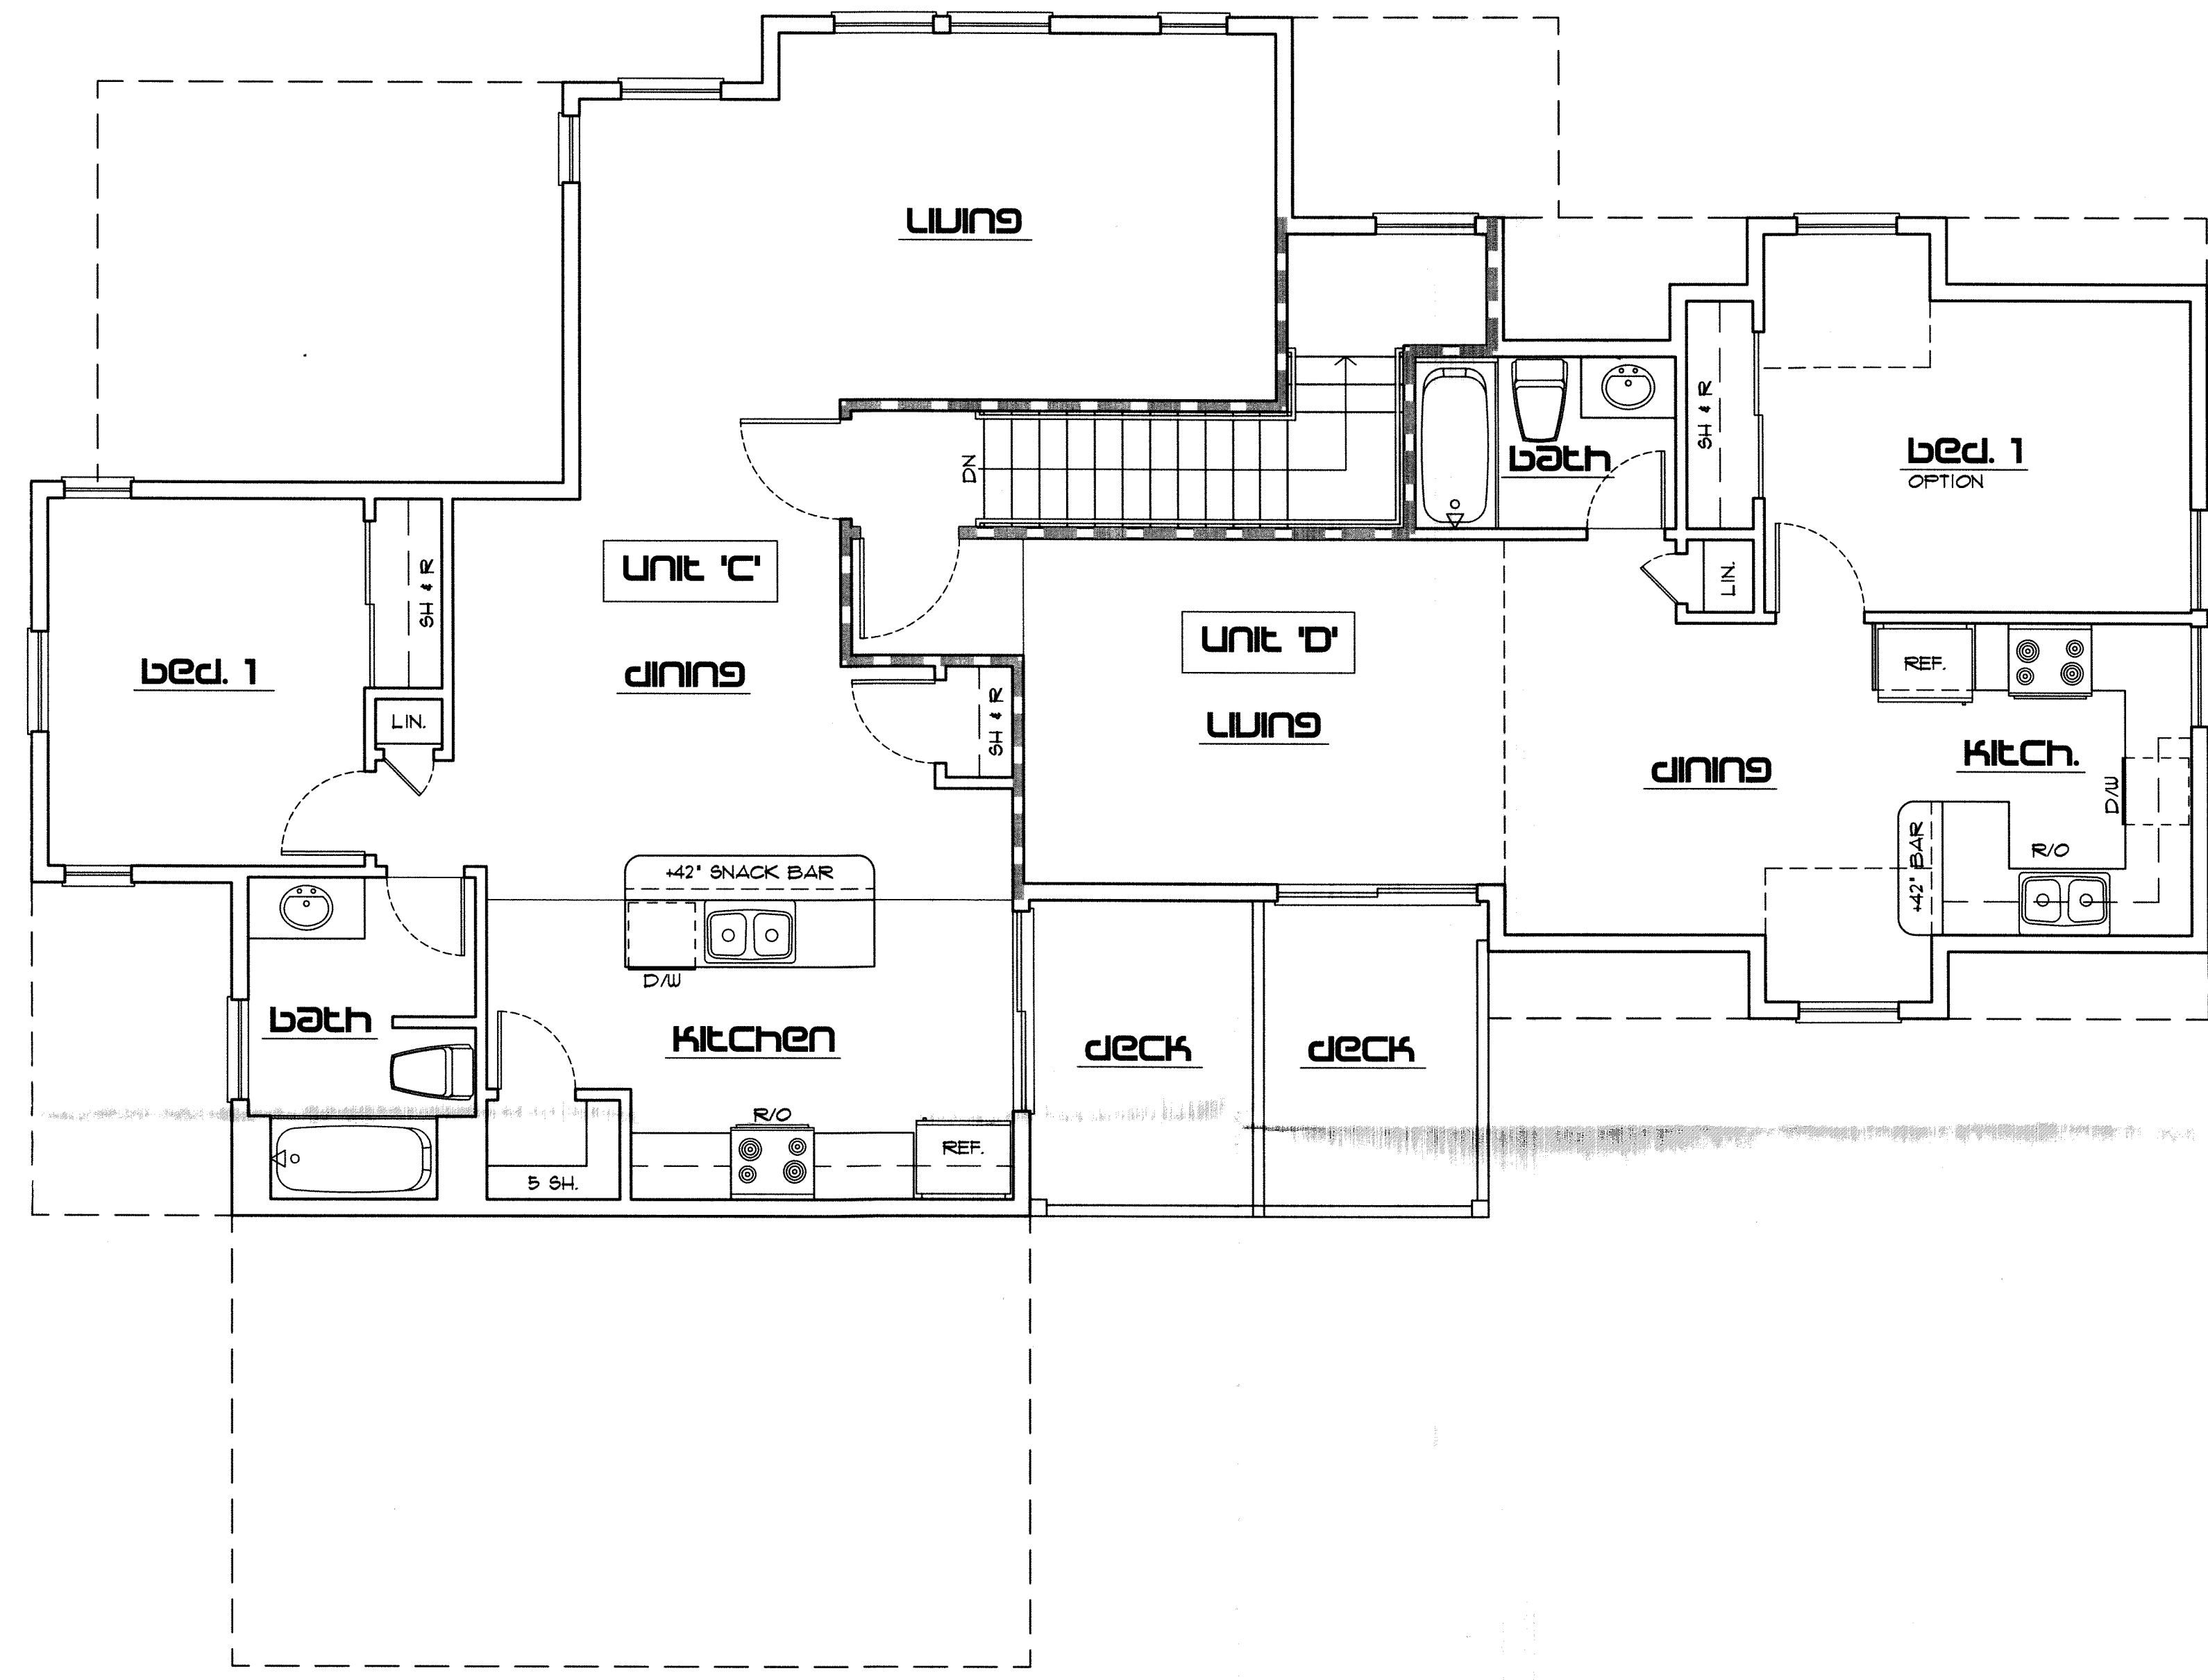 LIVING
DN
bath
SH & R
bed. 1
OPTION
UNIT 'C'
SH & R
LIN.
UNIT 'D'
bed. 1
dining
REF.
LIVING
SH & R
LIN.
dining
KITCH.
D/W
+42" SNACK BAR
+42" BAR
R/O
D/W
bath
KITCHEN
deck
deck
R/O
REF.
5 SH.